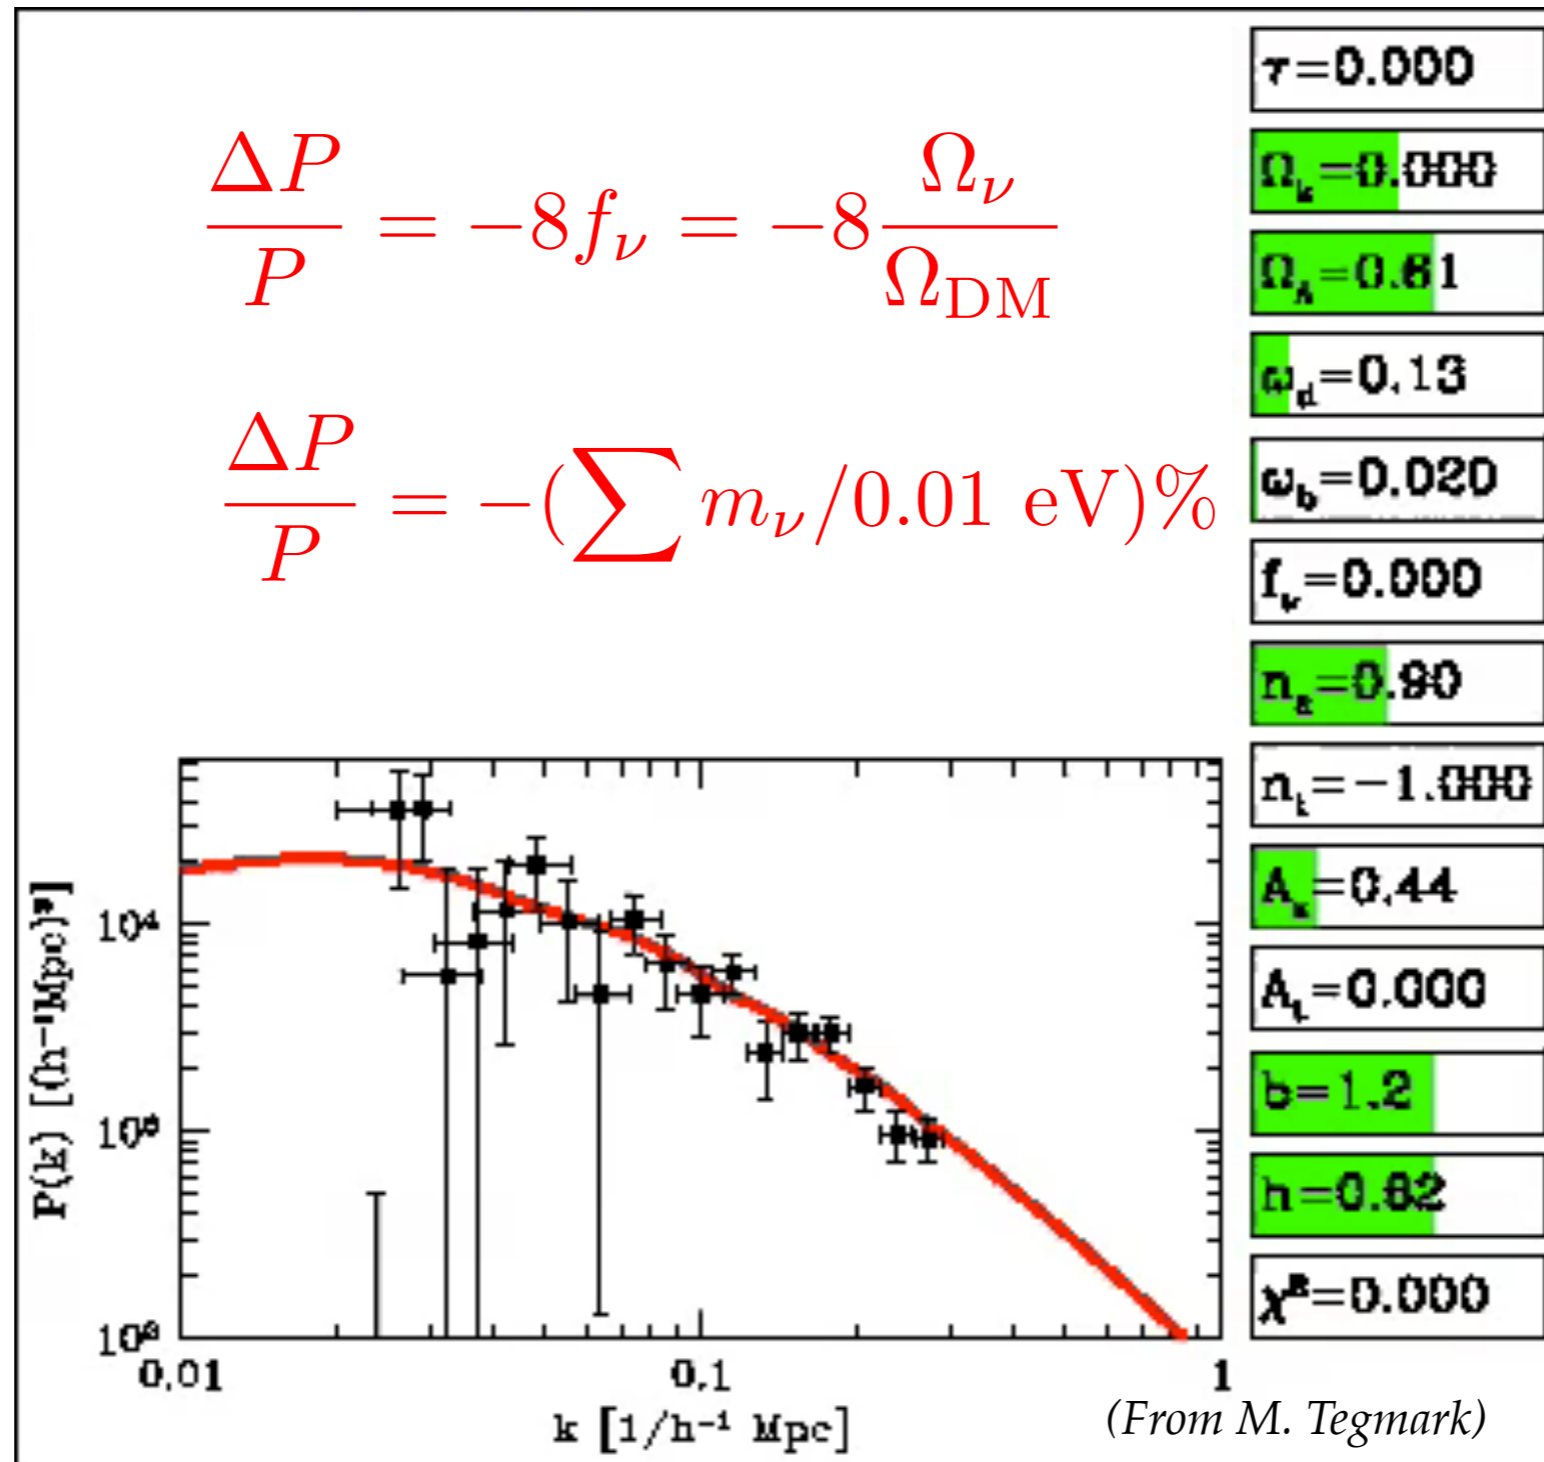 ΔP/P = −8f_ν = −8 Ω_ν/Ω_DM
ΔP/P = −(∑ m_ν/0.01 eV)%
τ=0.000
Ω_k=0.000
Ω_Λ=0.61
ω_d=0.13
ω_b=0.020
f_ν=0.000
n_s=0.90
n_t=−1.000
A_s=0.44
A_t=0.000
b=1.2
h=0.62
χ²=0.000
P(k) [(h⁻¹Mpc)³]
10⁴
10³
10²
0.01
0.1
1
k [1/h⁻¹ Mpc]
(From M. Tegmark)